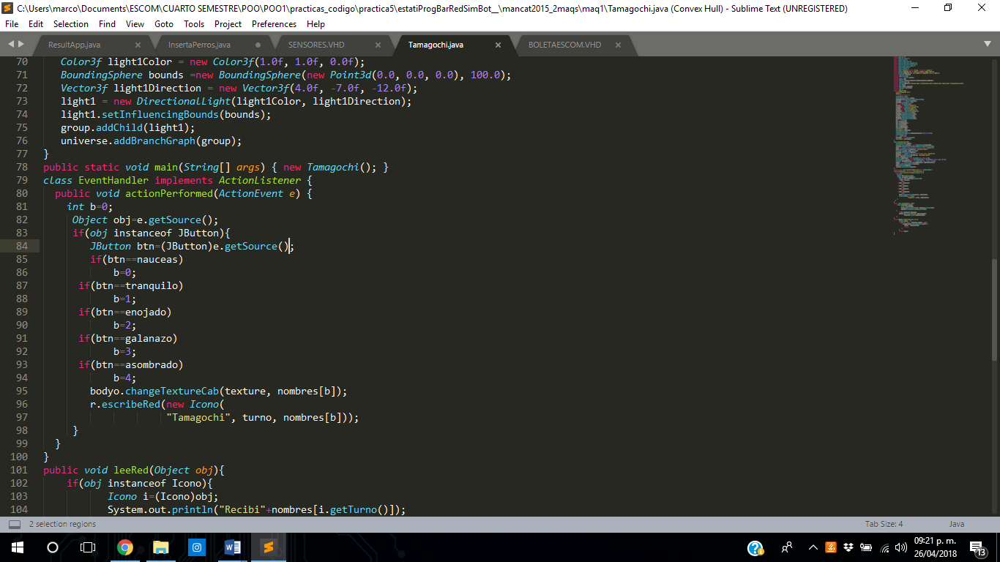 C:\Users\marco\Documents\ESCOM\CUARTO SEMESTRE\POO\POO1\practicas_codigo\practica5\estatiProgBarRedSimBot__\mancat2015_2maqs\maq1\Tamagochi.java (Convex Hull) - Sublime Text (UNREGISTERED)
File Edit Selection Find View Goto Tools Project Preferences Help
ResultApp.java InsertaPerros.java SENSORES.VHD Tamagochi.java BOLETAESCOM.VHD
70 Color3f light1Color = new Color3f(1.0f, 1.0f, 0.0f);
71 BoundingSphere bounds =new BoundingSphere(new Point3d(0.0, 0.0, 0.0), 100.0);
72 Vector3f light1Direction = new Vector3f(4.0f, -7.0f, -12.0f);
73 light1 = new DirectionalLight(light1Color, light1Direction);
74 light1.setInfluencingBounds(bounds);
75 group.addChild(light1);
76 universe.addBranchGraph(group);
77 }
78 public static void main(String[] args) { new Tamagochi(); }
79 class EventHandler implements ActionListener {
80 public void actionPerformed(ActionEvent e) {
81 int b=0;
82 Object obj=e.getSource();
83 if(obj instanceof JButton){
84 JButton btn=(JButton)e.getSource();
85 if(btn==nauceas)
86 b=0;
87 if(btn==tranquilo)
88 b=1;
89 if(btn==enojado)
90 b=2;
91 if(btn==galanazo)
92 b=3;
93 if(btn==asombrado)
94 b=4;
95 bodyo.changeTextureCab(texture, nombres[b]);
96 r.escribeRed(new Icono(
97 "Tamagochi", turno, nombres[b]));
98 }
99 }
100 }
101 public void leeRed(Object obj){
102 if(obj instanceof Icono){
103 Icono i=(Icono)obj;
104 System.out.println("Recibi"+nombres[i.getTurno()]);
2 selection regions Tab Size: 4 Java
09:21 p. m.
26/04/2018
13